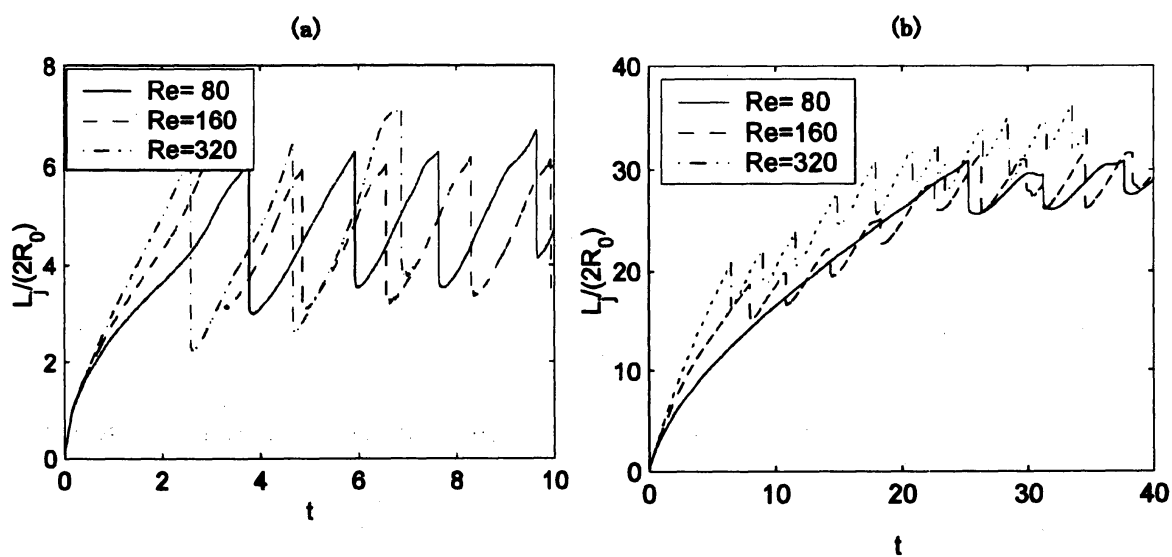 (a)
8
Re= 80
Re=160
Re=320
6
4
2
0
L_j/(2R_0)
0 2 4 6 8 10
t
(b)
40
Re= 80
Re=160
Re=320
30
20
10
0
L_j/(2R_0)
0 10 20 30 40
t